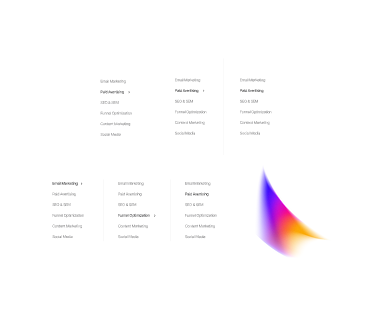 Email Marketing
Paid Advertising
SEO & SEM
Funnel Optimization
Content Marketing
Social Media
Email Marketing
Paid Advertising
SEO & SEM
Funnel Optimization
Content Marketing
Social Media
Email Marketing
Paid Advertising
SEO & SEM
Funnel Optimization
Content Marketing
Social Media
Email Marketing
Paid Advertising
SEO & SEM
Funnel Optimization
Content Marketing
Social Media
Email Marketing
Paid Advertising
SEO & SEM
Funnel Optimization
Content Marketing
Social Media
Email Marketing
Paid Advertising
SEO & SEM
Funnel Optimization
Content Marketing
Social Media